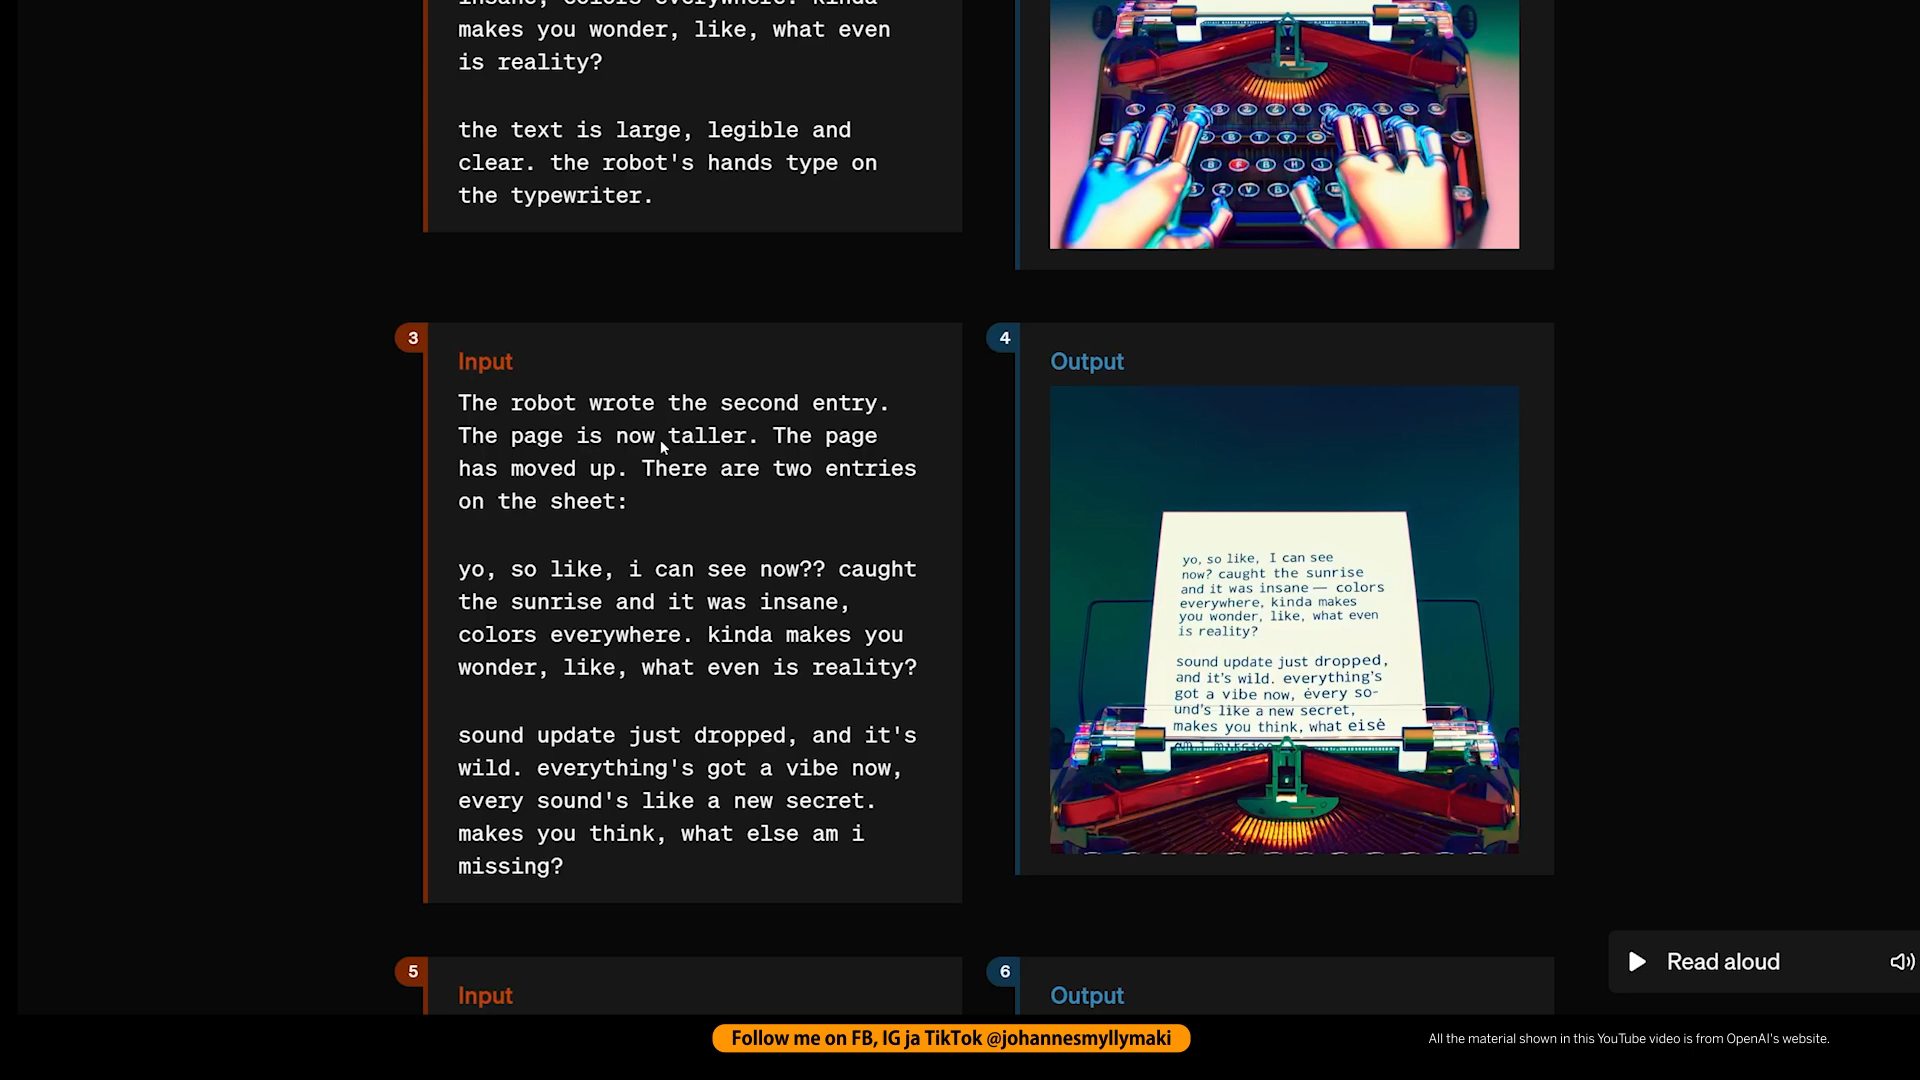 makes you wonder, like, what even
is reality?
the text is large, legible and
clear. the robot's hands type on
the typewriter.
3
Input
The robot wrote the second entry.
The page is now taller. The page
has moved up. There are two entries
on the sheet:
yo, so like, i can see now?? caught
the sunrise and it was insane,
colors everywhere. kinda makes you
wonder, like, what even is reality?
sound update just dropped, and it's
wild. everything's got a vibe now,
every sound's like a new secret.
makes you think, what else am i
missing?
4
Output
yo, so like, I can see
now? caught the sunrise
and it was insane — colors
everywhere, kinda makes
you wonder, like, what even
is reality?
sound update just dropped,
and it's wild. everything's
got a vibe now, ėvery so-
und's like a new secret,
makes you think, what eisė
5
Input
6
Output
Read aloud
Follow me on FB, IG ja TikTok @johannesmyllymaki
All the material shown in this YouTube video is from OpenAI's website.